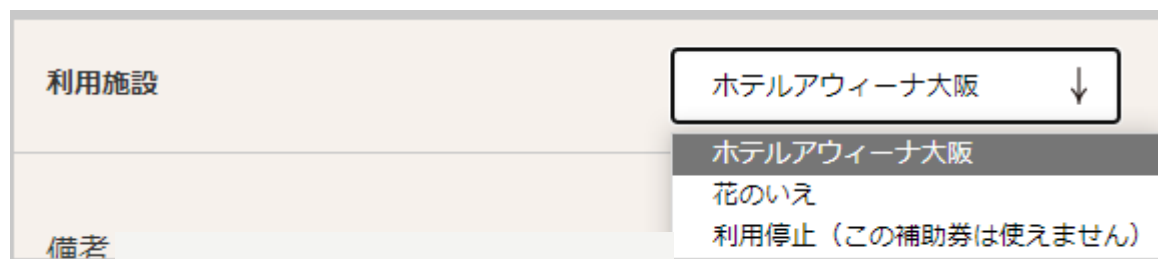 利用施設
ホテルアウィーナ大阪 ↓
ホテルアウィーナ大阪
花のいえ
利用停止（この補助券は使えません）
備考